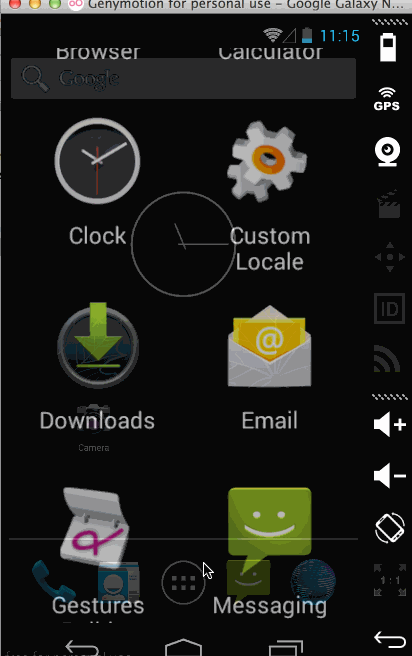 Genymotion for personal use - Google Galaxy N...
11:15
Browser
Calculator
Google
Clock
Custom
Locale
GPS
Downloads
Email
ID
Camera
Gestures
Messaging
1:1